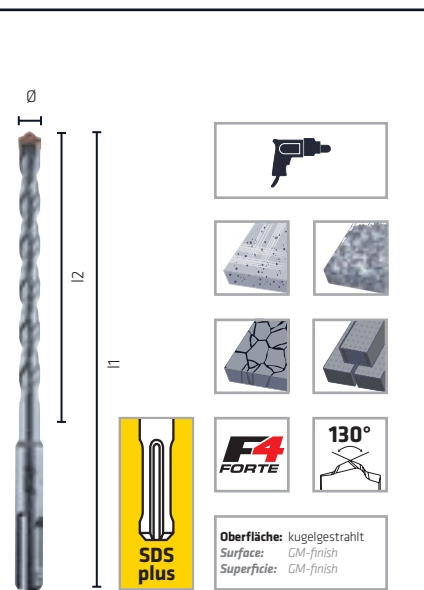 Ø
l2
l1
SDS
plus
F4
FORTE
130°
Oberfläche: kugelgestrahlt
Surface: GM-finish
Superficie: GM-finish